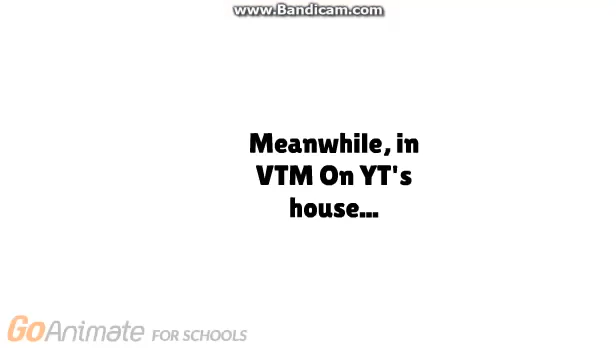 www.Bandicam.com
Meanwhile, in
VTM On YT's
house...
GoAnimate FOR SCHOOLS